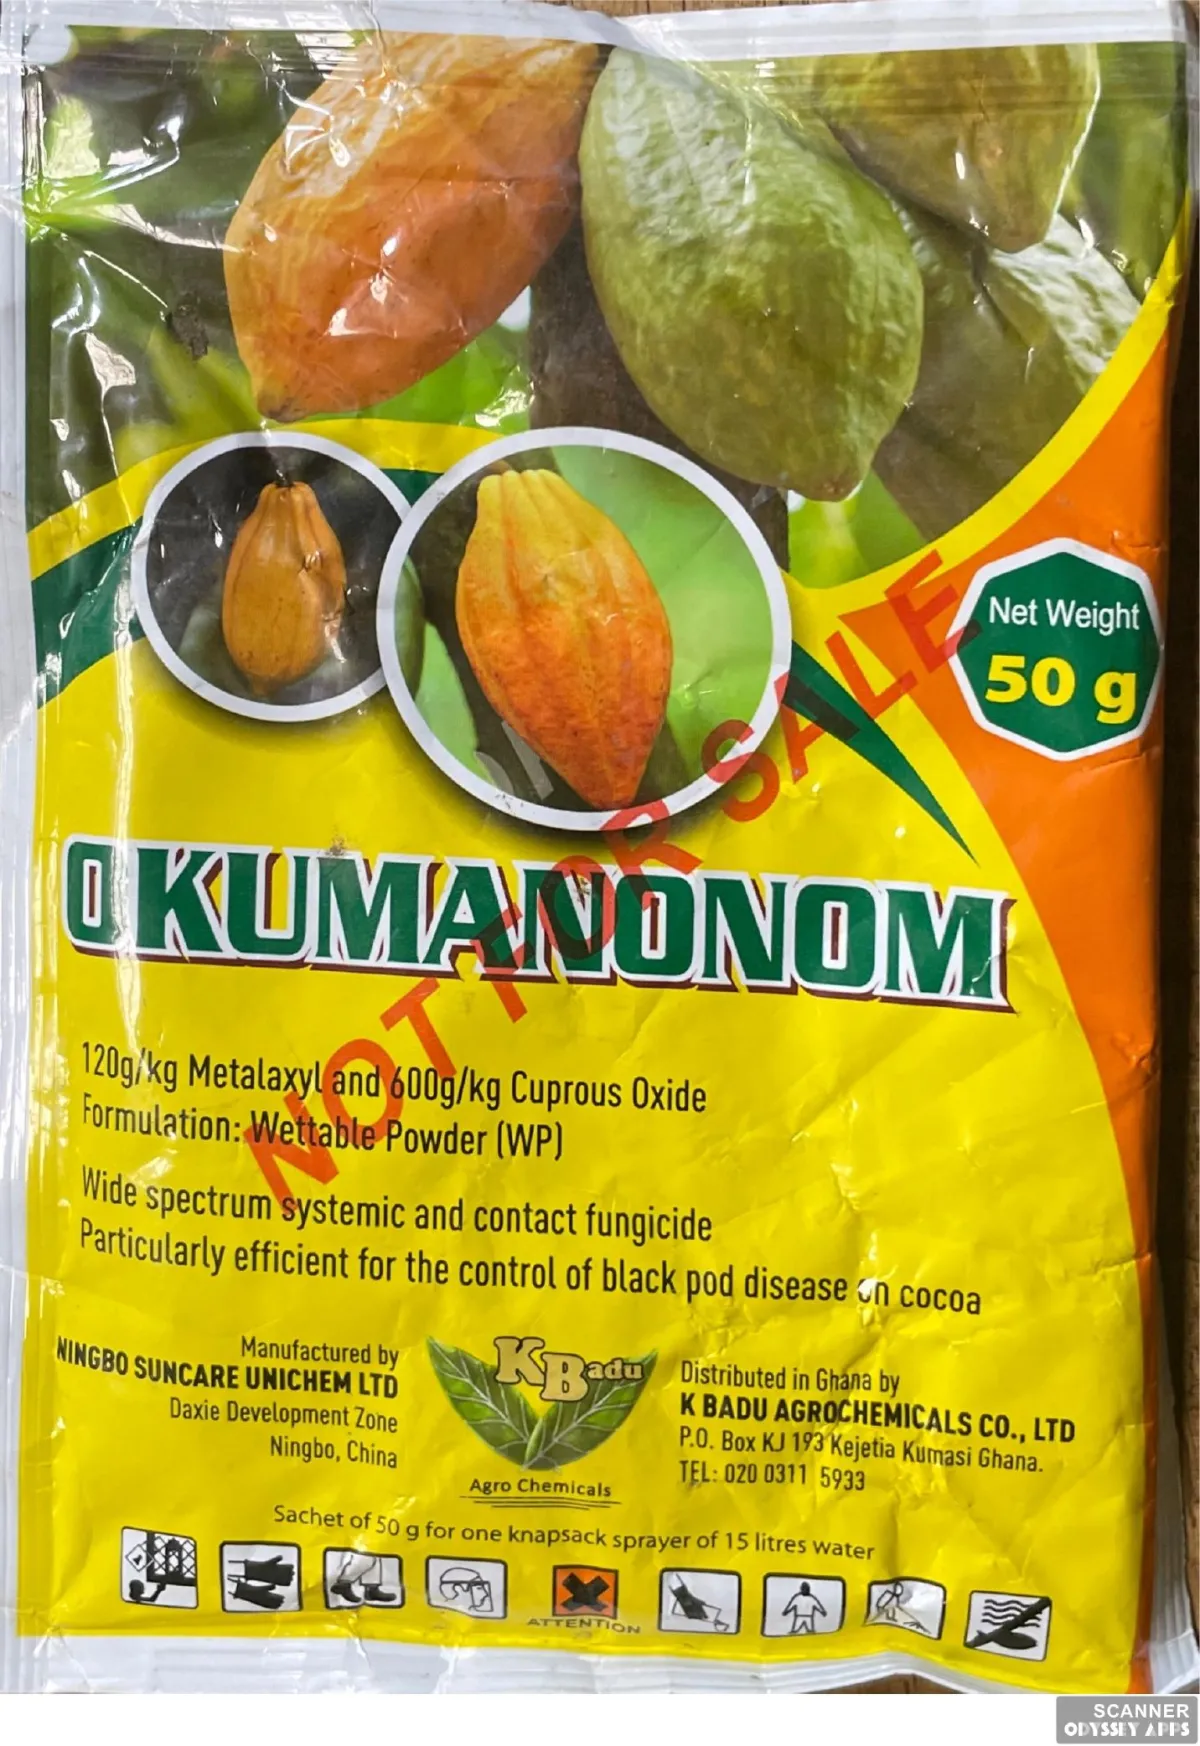 Net Weight
50 g
NOT FOR SALE
OKUMANONOM
120g/kg Metalaxyl and 600g/kg Cuprous Oxide
Formulation: Wettable Powder (WP)
Wide spectrum systemic and contact fungicide
Particularly efficient for the control of black pod disease on cocoa
Manufactured by
NINGBO SUNCARE UNICHEM LTD
Daxie Development Zone
Ningbo, China
KBadu
Agro Chemicals
Distributed in Ghana by
K BADU AGROCHEMICALS CO., LTD
P.O. Box KJ 193 Kejetia Kumasi Ghana.
TEL: 020 0311 5933
Sachet of 50 g for one knapsack sprayer of 15 litres water
ATTENTION
SCANNER
ODYSSEY APPS